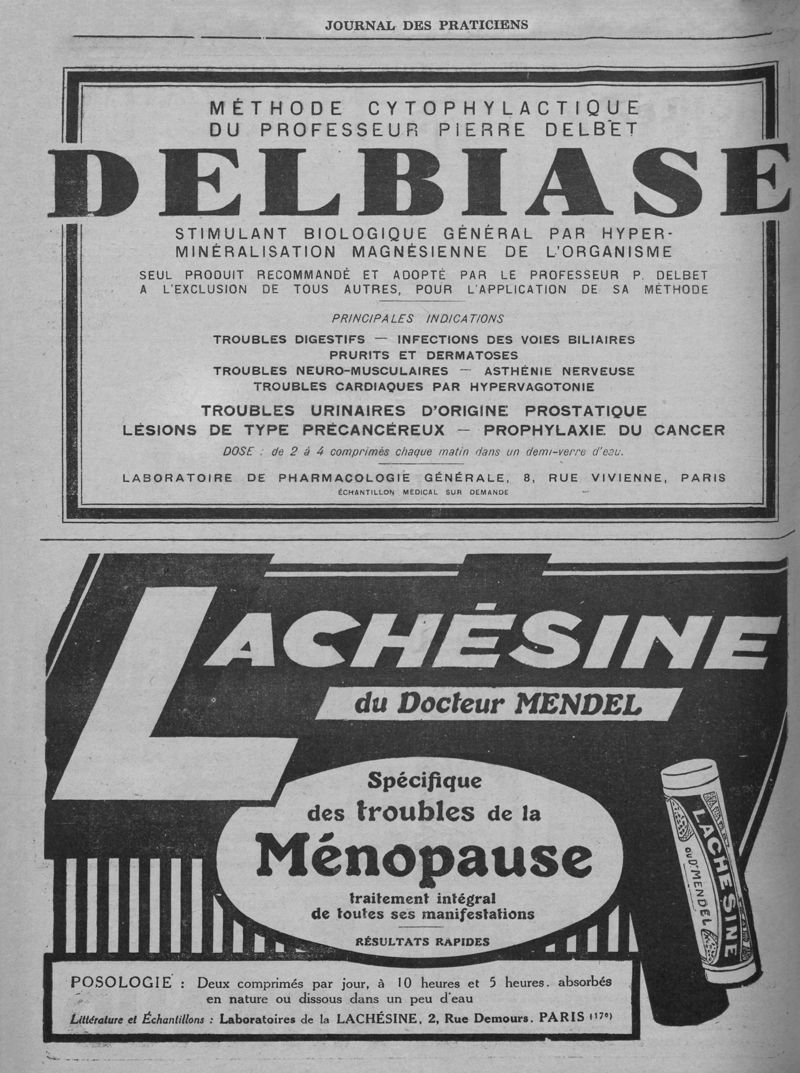 JOURNAL DES PRATICIENS
MÉTHODE CYTOPHYLACTIQUE
DU PROFESSEUR PIERRE DELBET
DELBIASE
STIMULANT BIOLOGIQUE GÉNÉRAL PAR HYPER-
MINÉRALISATION MAGNÉSIENNE DE L'ORGANISME
SEUL PRODUIT RECOMMANDÉ ET ADOPTÉ PAR LE PROFESSEUR P. DELBET
A L'EXCLUSION DE TOUS AUTRES, POUR L'APPLICATION DE SA MÉTHODE
PRINCIPALES INDICATIONS
TROUBLES DIGESTIFS — INFECTIONS DES VOIES BILIAIRES
PRURITS ET DERMATOSES
TROUBLES NEURO-MUSCULAIRES — ASTHÉNIE NERVEUSE
TROUBLES CARDIAQUES PAR HYPERVAGOTONIE
TROUBLES URINAIRES D'ORIGINE PROSTATIQUE
LÉSIONS DE TYPE PRÉCANCÉREUX — PROPHYLAXIE DU CANCER
DOSE : de 2 à 4 comprimés chaque matin dans un demi-verre d'eau.
LABORATOIRE DE PHARMACOLOGIE GÉNÉRALE, 8, RUE VIVIENNE, PARIS
ÉCHANTILLON MÉDICAL SUR DEMANDE
LACHÉSINE
du Docteur MENDEL
Spécifique
des troubles de la
Ménopause
traitement intégral
de toutes ses manifestations
RÉSULTATS RAPIDES
LACHÉSINE
DU Dr MENDEL
POSOLOGIE : Deux comprimés par jour, à 10 heures et 5 heures. absorbés
en nature ou dissous dans un peu d'eau
Littérature et Échantillons : Laboratoires de la LACHÉSINE, 2, Rue Demours. PARIS (17e)